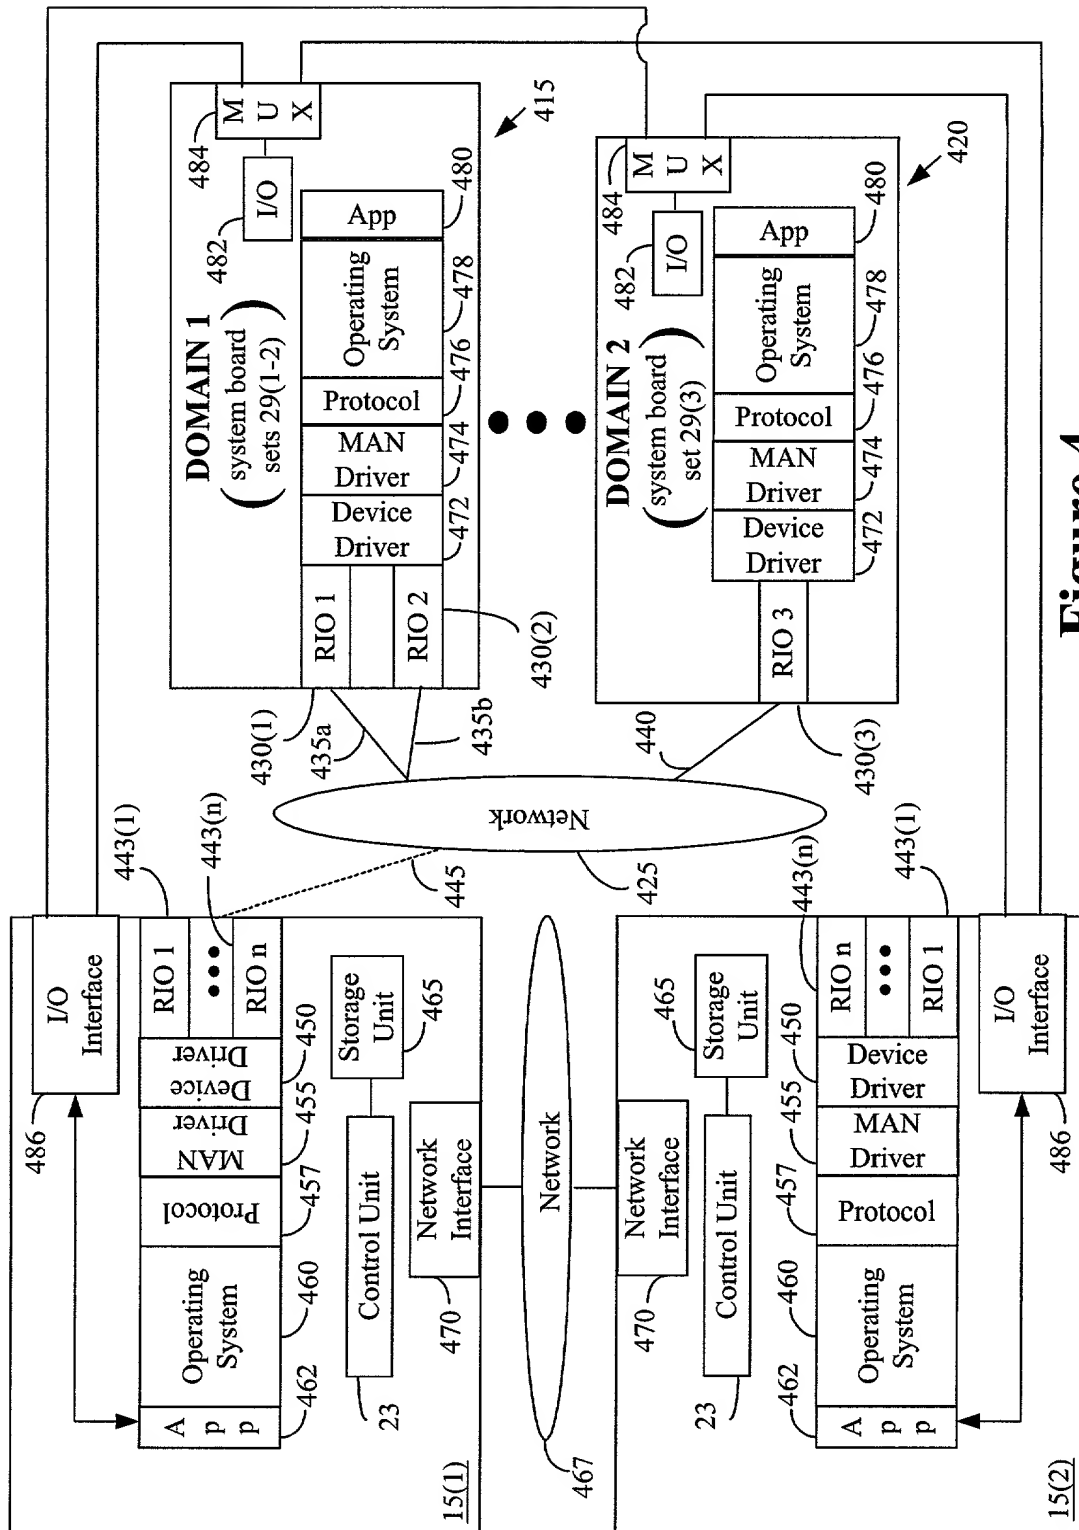 15(1)
486
I/O
Interface
A
p
p
462
Operating
System
460
Protocol
457
MAN
Driver
455
Device
Driver
450
RIO 1
RIO n
443(1)
443(n)
Control Unit
23
Storage
Unit
465
Network
Interface
470
Network
467
15(2)
Network
Interface
470
Control Unit
23
Storage
Unit
465
A
p
p
462
Operating
System
460
Protocol
457
MAN
Driver
455
Device
Driver
450
RIO n
RIO 1
443(n)
443(1)
I/O
Interface
486
445
Network
425
435a
435b
440
DOMAIN 1
(system board
sets 29(1-2))
415
430(1)
RIO 1
RIO 2
430(2)
Device
Driver
472
MAN
Driver
474
Protocol
476
Operating
System
478
App
480
I/O
482
M
U
X
484
DOMAIN 2
(system board
set 29(3))
420
RIO 3
430(3)
Device
Driver
472
MAN
Driver
474
Protocol
476
Operating
System
478
App
480
I/O
482
M
U
X
484
Figure 4